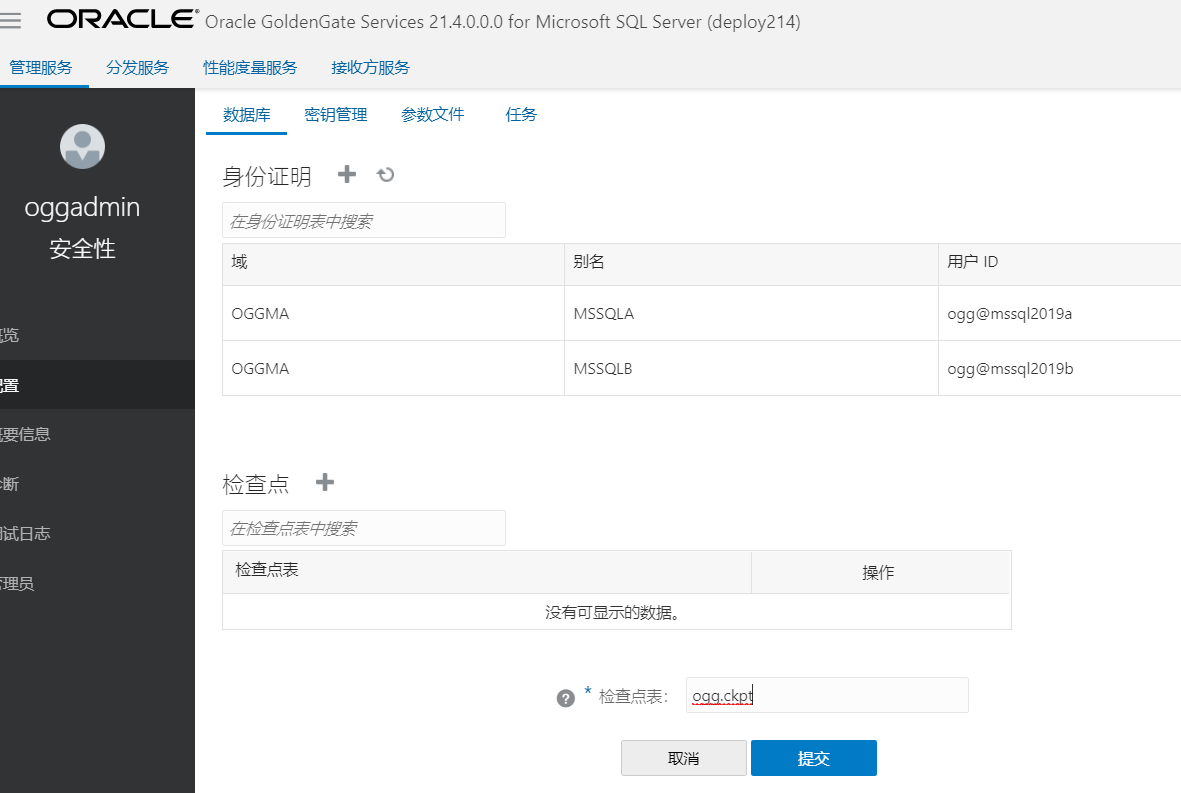 ORACLE Oracle GoldenGate Services 21.4.0.0.0 for Microsoft SQL Server (deploy214)
管理服务 分发服务 性能度量服务 接收方服务
数据库 密钥管理 参数文件 任务
oggadmin
安全性
览
置
要信息
断
试日志
理员
身份证明
在身份证明表中搜索
域 别名 用户 ID
OGGMA MSSQLA ogg@mssql2019a
OGGMA MSSQLB ogg@mssql2019b
检查点
在检查点表中搜索
检查点表 操作
没有可显示的数据。
? * 检查点表: ogg.ckpt
取消 提交